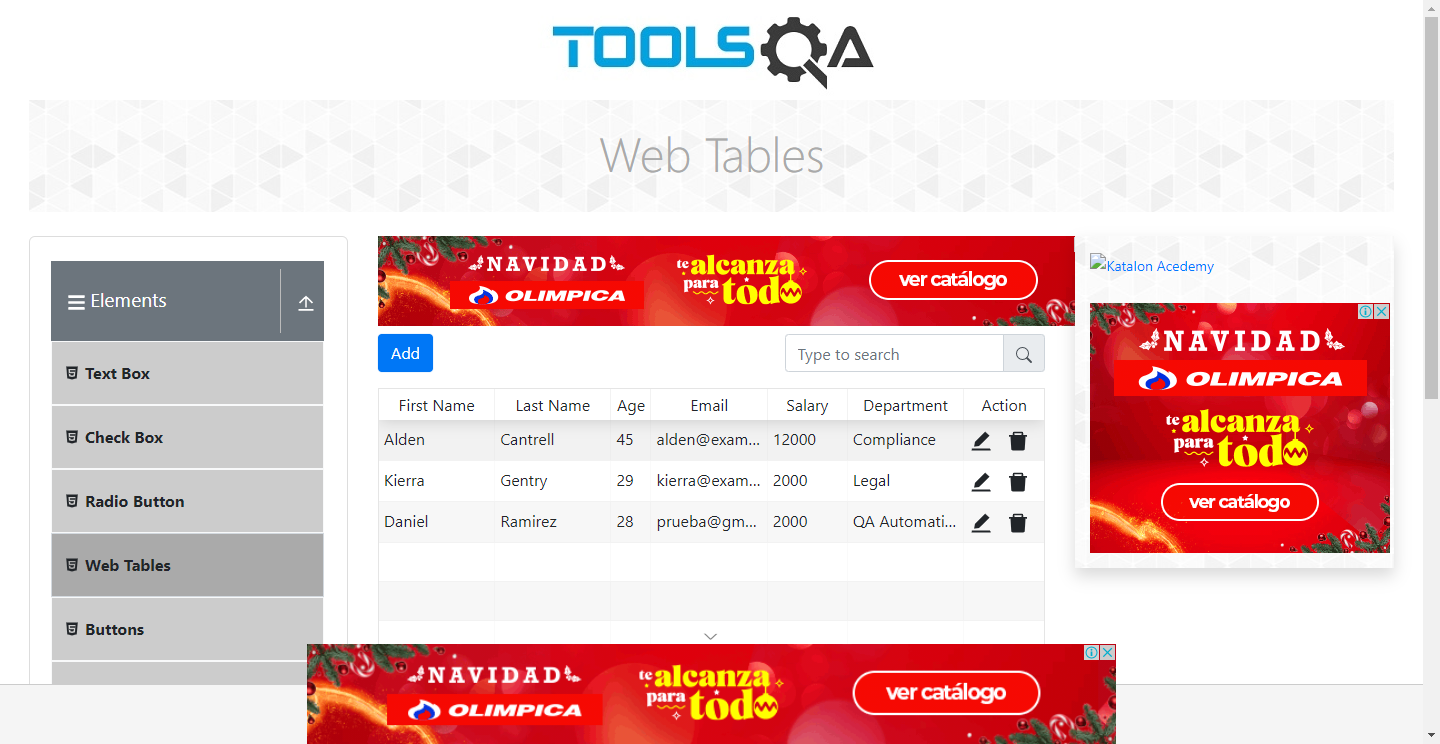 TOOLSQA
Web Tables
Elements
Text Box
Check Box
Radio Button
Web Tables
Buttons
NAVIDAD
OLIMPICA
te alcanza
para todo
ver catálogo
Add
Type to search
First Name Last Name Age Email Salary Department Action
Alden Cantrell 45 alden@exam... 12000 Compliance
Kierra Gentry 29 kierra@exam... 2000 Legal
Daniel Ramirez 28 prueba@gm... 2000 QA Automati...
Katalon Acedemy
NAVIDAD
OLIMPICA
te alcanza
para todo
ver catálogo
NAVIDAD
OLIMPICA
te alcanza
para todo
ver catálogo